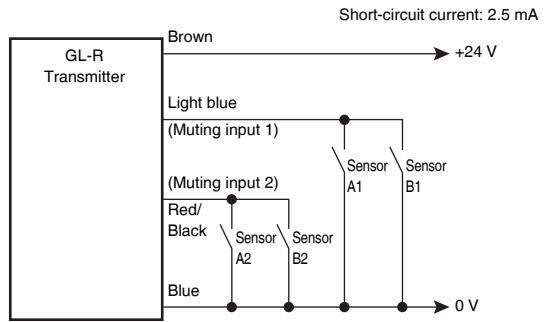 Short-circuit current: 2.5 mA
GL-R
Transmitter
Brown
+24 V
Light blue
(Muting input 1)
Sensor
A1
Sensor
B1
(Muting input 2)
Red/
Black
Sensor
A2
Sensor
B2
Blue
0 V